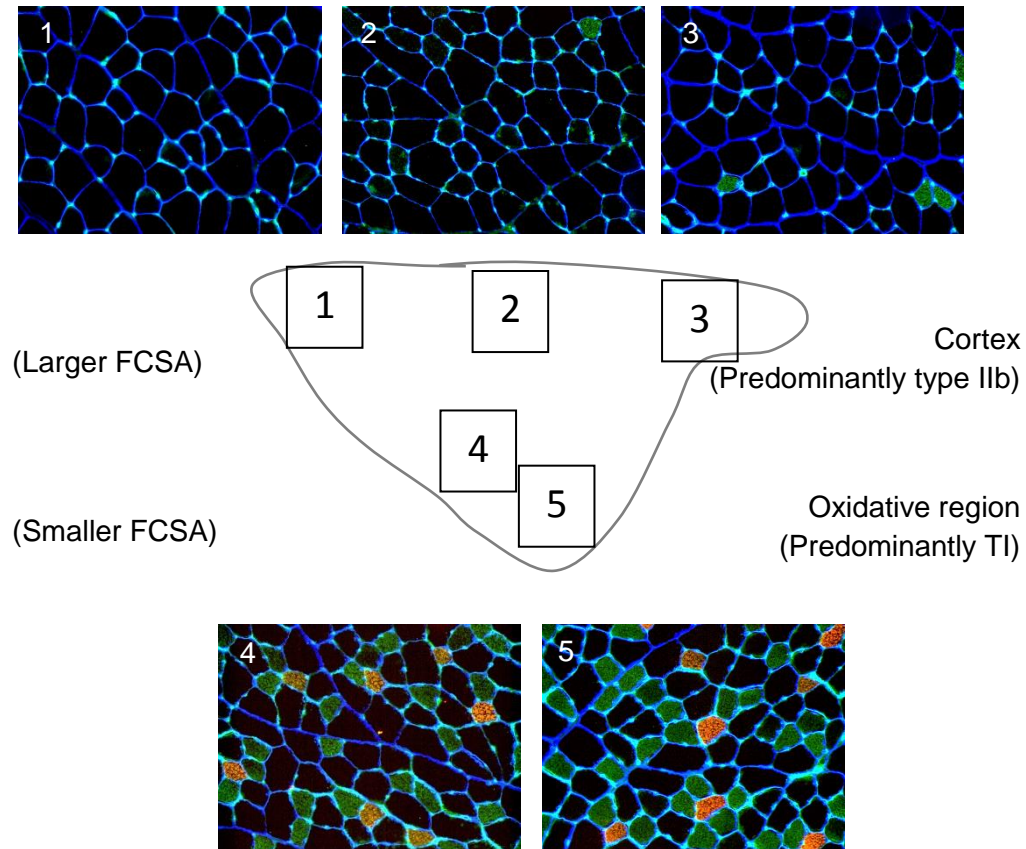 1
2
3
1
2
3
(Larger FCSA)
Cortex
(Predominantly type IIb)
4
5
(Smaller FCSA)
Oxidative region
(Predominantly TI)
4
5